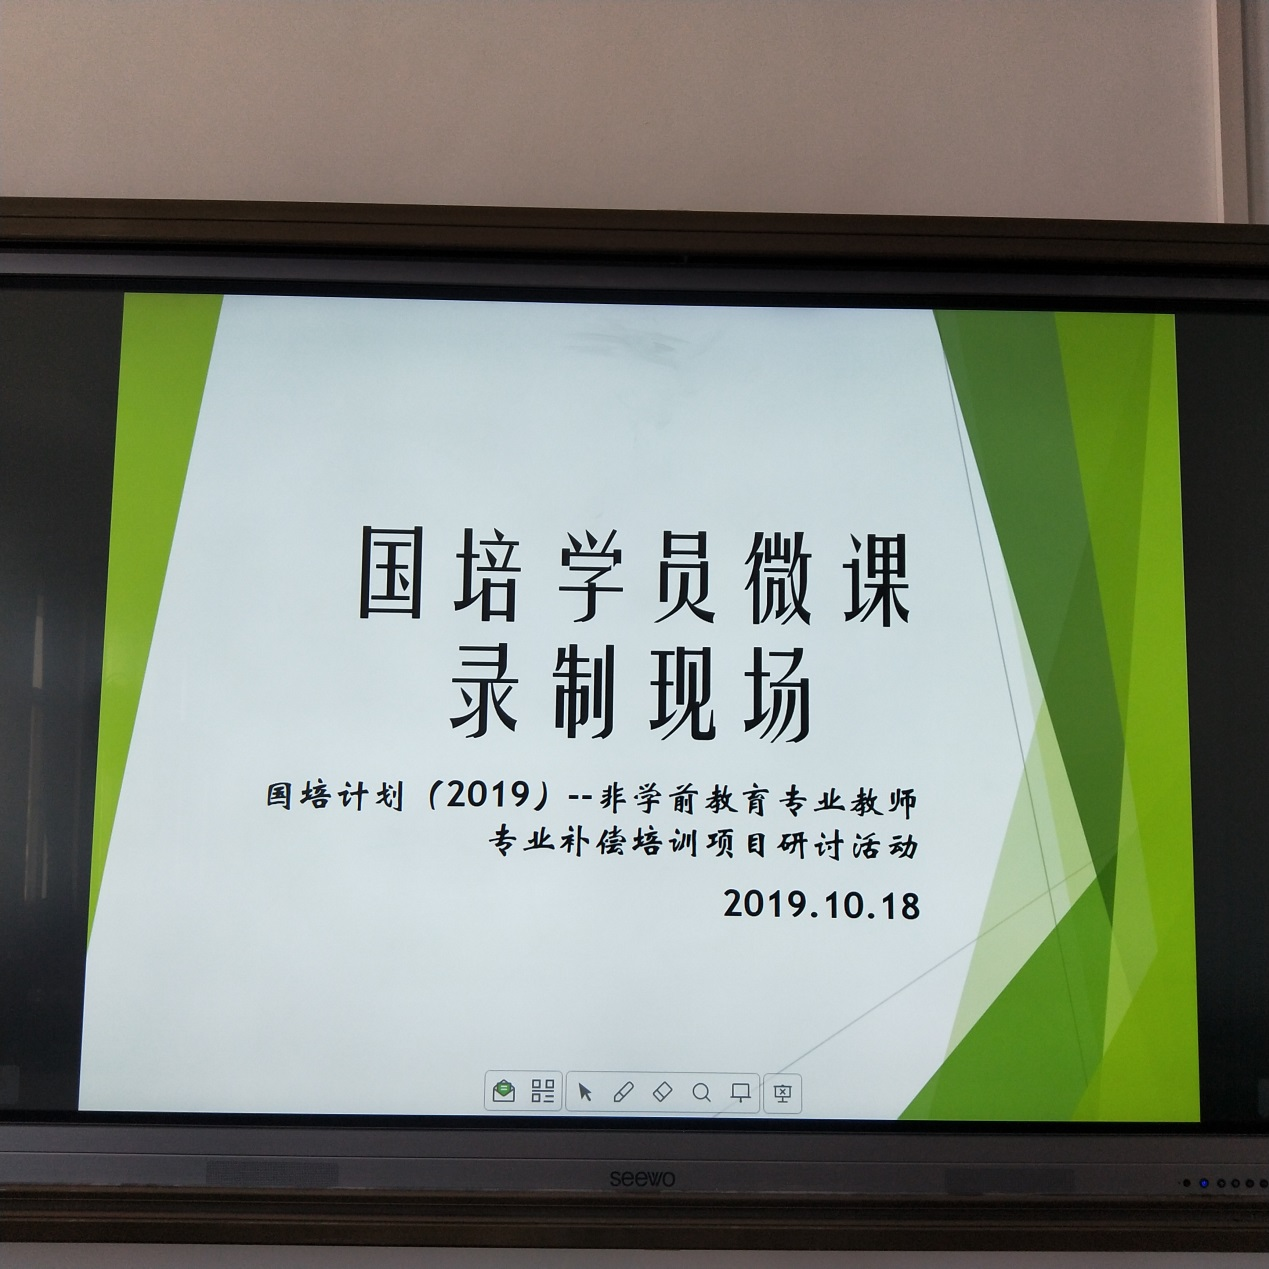 国培学员微课
录制现场
国培计划（2019）--非学前教育专业教师
专业补偿培训项目研讨活动
2019.10.18
seewo